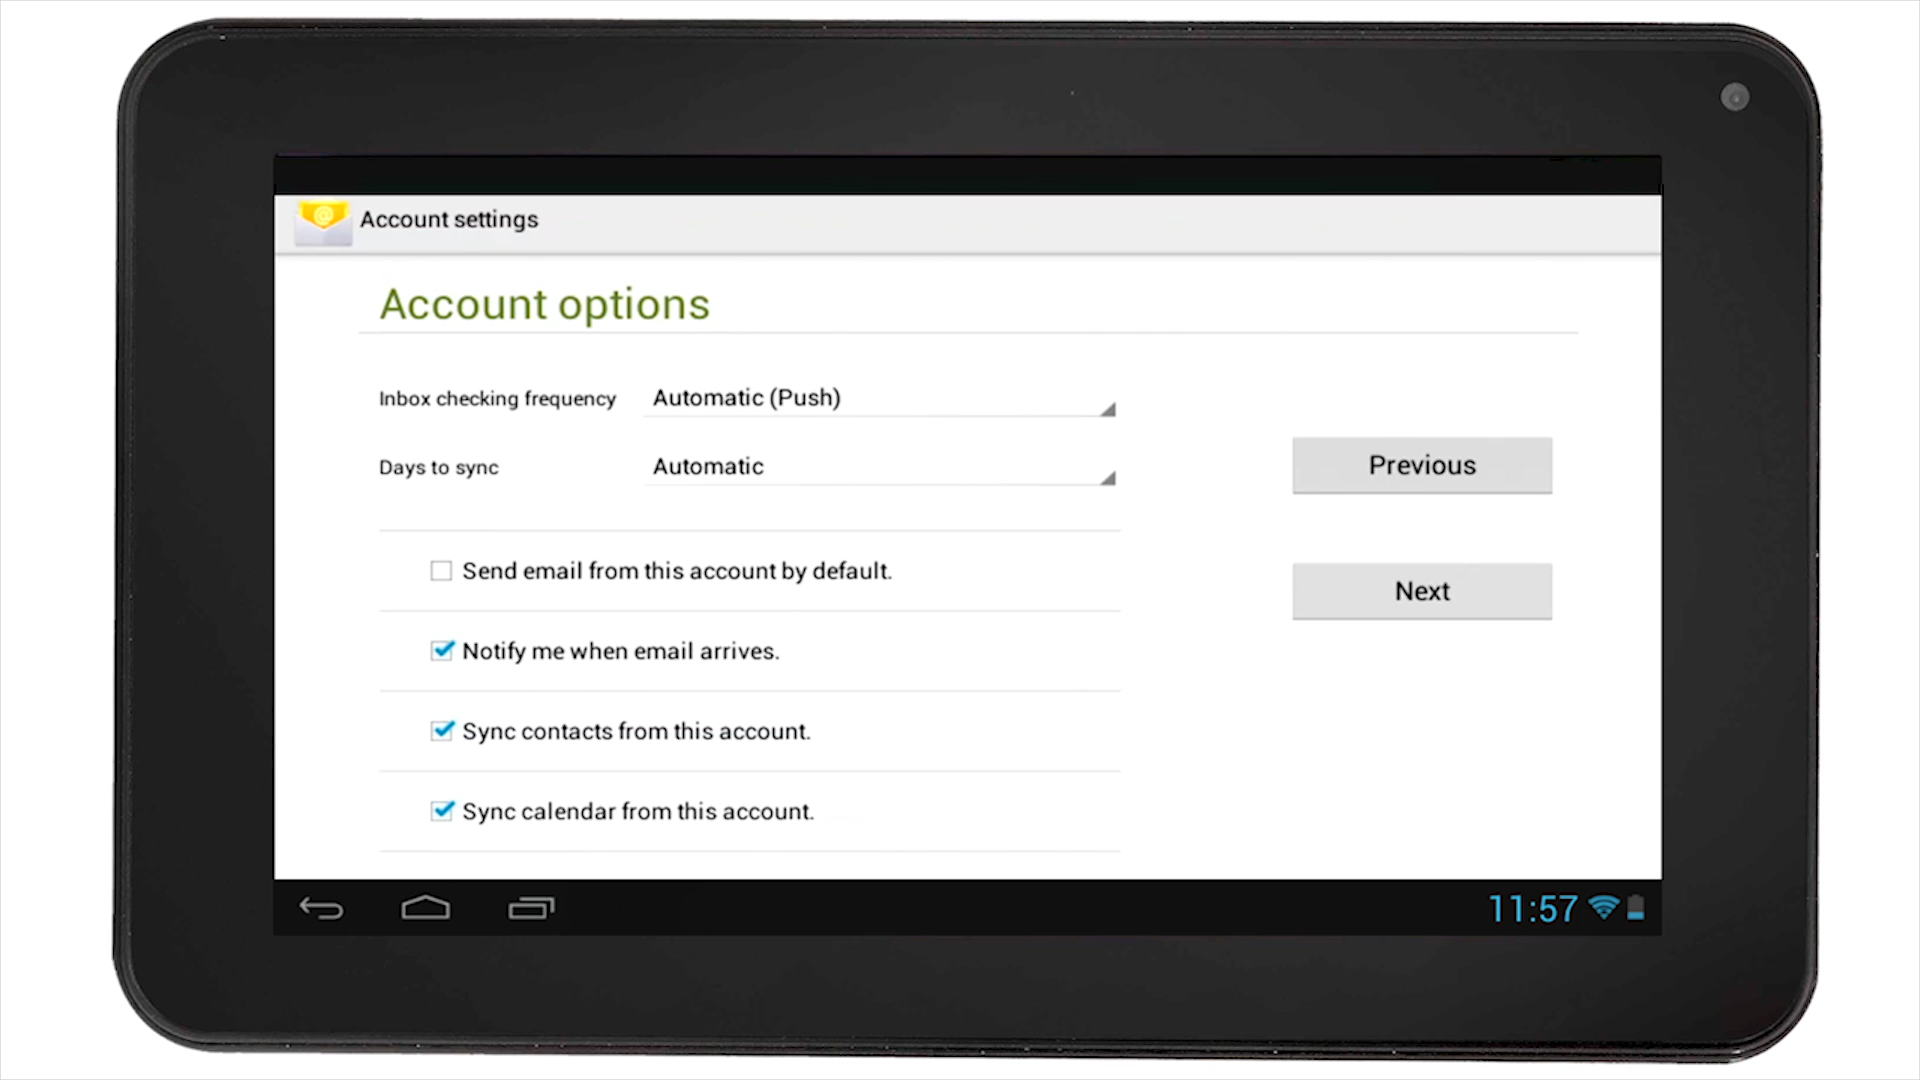 Account settings
Account options
Inbox checking frequency Automatic (Push)
Days to sync Automatic
Previous
Send email from this account by default.
Next
Notify me when email arrives.
Sync contacts from this account.
Sync calendar from this account.
11:57